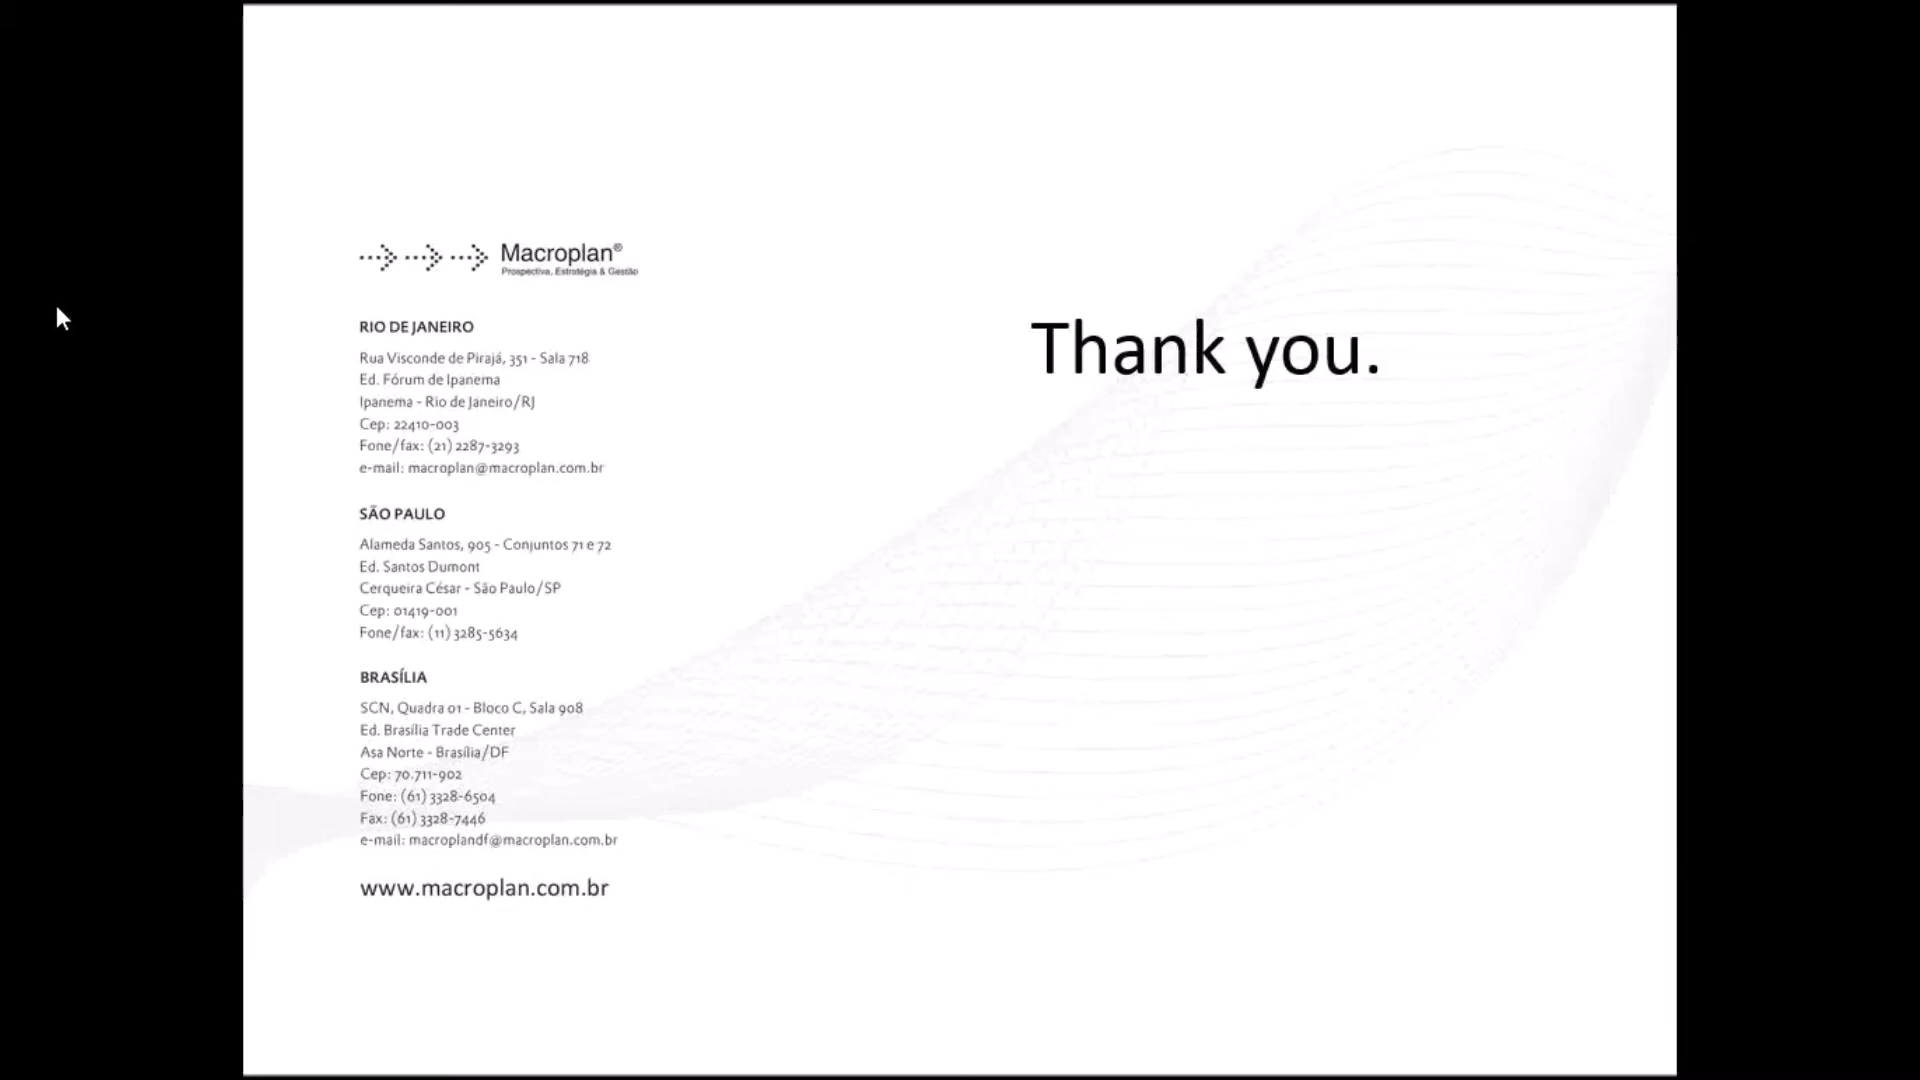 Macroplan®
Prospectiva, Estratégia & Gestão
RIO DE JANEIRO
Rua Visconde de Pirajá, 351 - Sala 718
Ed. Fórum de Ipanema
Ipanema - Rio de Janeiro/RJ
Cep: 22410-003
Fone/fax: (21) 2287-3293
e-mail: macroplan@macroplan.com.br
SÃO PAULO
Alameda Santos, 905 - Conjuntos 71 e 72
Ed. Santos Dumont
Cerqueira César - São Paulo/SP
Cep: 01419-001
Fone/fax: (11) 3285-5634
BRASÍLIA
SCN, Quadra 01 - Bloco C, Sala 908
Ed. Brasília Trade Center
Asa Norte - Brasília/DF
Cep: 70.711-902
Fone: (61) 3328-6504
Fax: (61) 3328-7446
e-mail: macroplandf@macroplan.com.br
www.macroplan.com.br
Thank you.